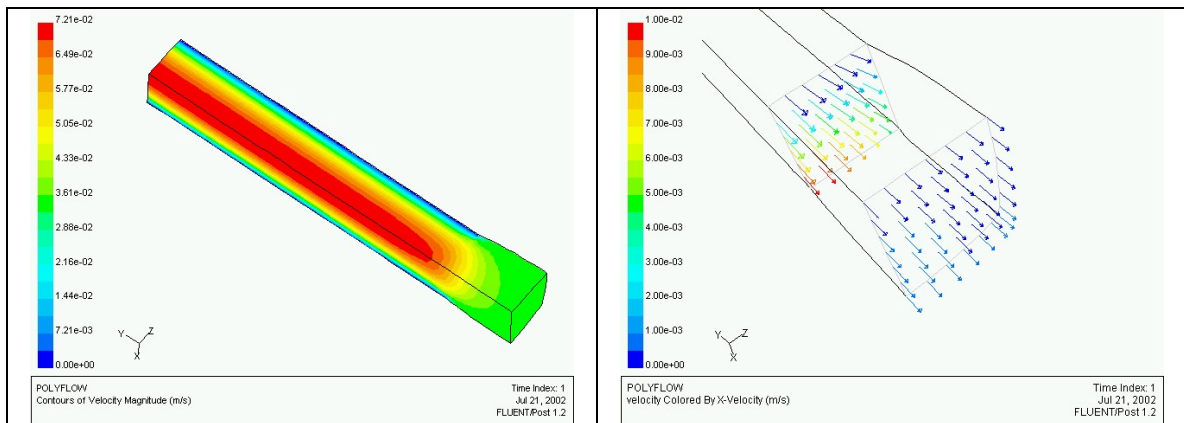 7.21e-02
6.49e-02
5.77e-02
5.05e-02
4.33e-02
3.61e-02
2.88e-02
2.16e-02
1.44e-02
7.21e-03
0.00e+00
Y
Z
X
POLYFLOW
Contours of Velocity Magnitude (m/s)
Time Index: 1
Jul 21, 2002
FLUENT/Post 1.2
1.00e-02
9.00e-03
8.00e-03
7.00e-03
6.00e-03
5.00e-03
4.00e-03
3.00e-03
2.00e-03
1.00e-03
0.00e+00
Y
Z
X
POLYFLOW
velocity Colored By X-Velocity (m/s)
Time Index: 1
Jul 21, 2002
FLUENT/Post 1.2